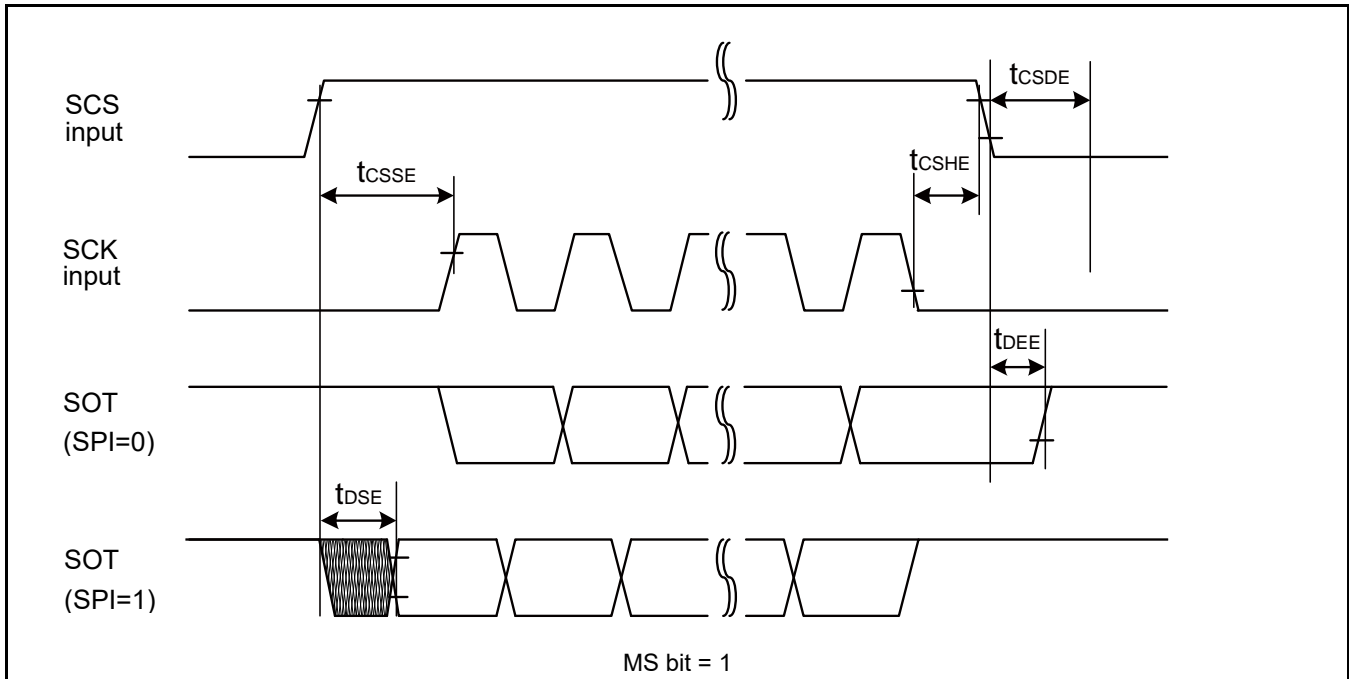 SCS
input
tCSDE
tCSHE
tCSSE
SCK
input
tDEE
SOT
(SPI=0)
tDSE
SOT
(SPI=1)
MS bit = 1